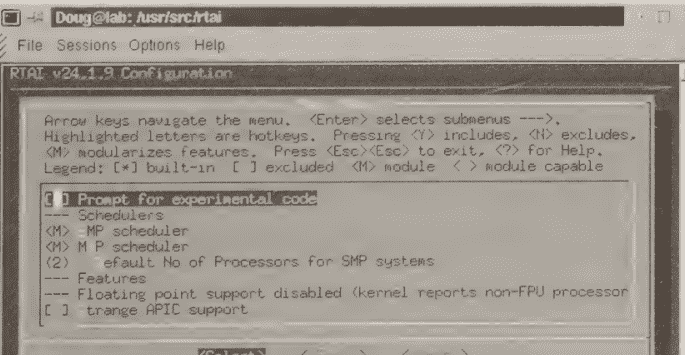 Doug@lab: /usr/src/rtai
File Sessions Options Help
RTAI v24.1.9 Configuration
Arrow keys navigate the menu. <Enter> selects submenus --->.
Highlighted letters are hotkeys. Pressing <Y> includes, <N> excludes,
<M> modularizes features. Press <Esc><Esc> to exit, <?> for Help.
Legend: [*] built-in [ ] excluded <M> module < > module capable
[ ] Prompt for experimental code
--- Schedulers
<M> MP scheduler
<M> M P scheduler
(2) efault No of Processors for SMP systems
--- Features
--- Floating point support disabled (kernel reports non-FPU processor
[ ] trange APIC support
<Select>